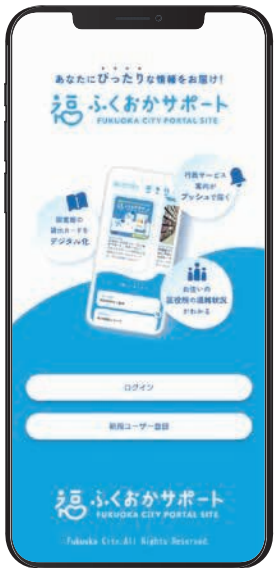 あなたにぴったりな情報をお届け！
福 ふくおかサポート
FUKUOKA CITY PORTAL SITE
行政サービス
案内が
プッシュで届く
図書館の
貸出カードを
デジタル化
お住いの
区役所の混雑状況
がわかる
ログイン
新規ユーザー登録
福 ふくおかサポート
FUKUOKA CITY PORTAL SITE
Fukuoka City.All Rights Reserved.